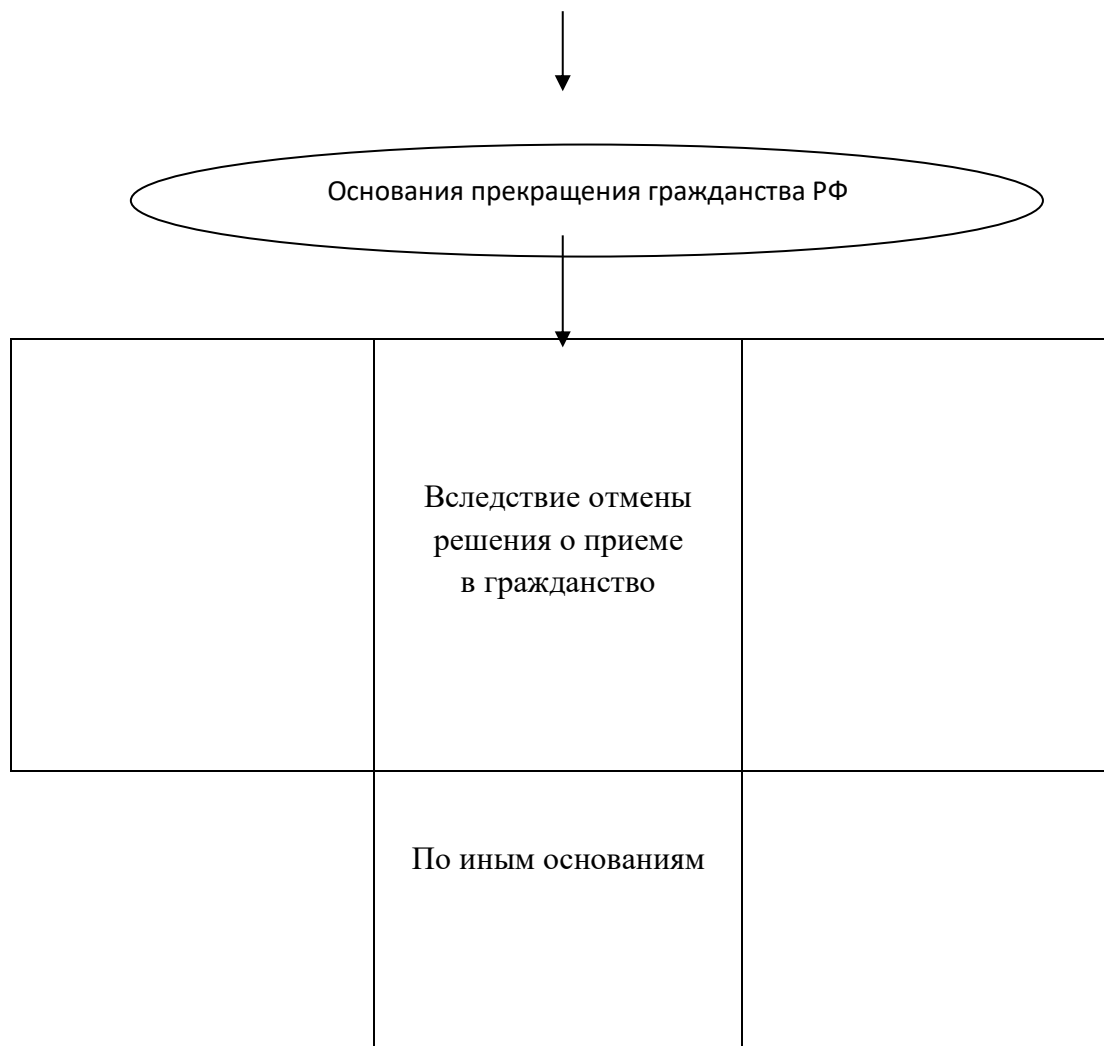 Основания прекращения гражданства РФ
Вследствие отмены
решения о приеме
в гражданство
По иным основаниям